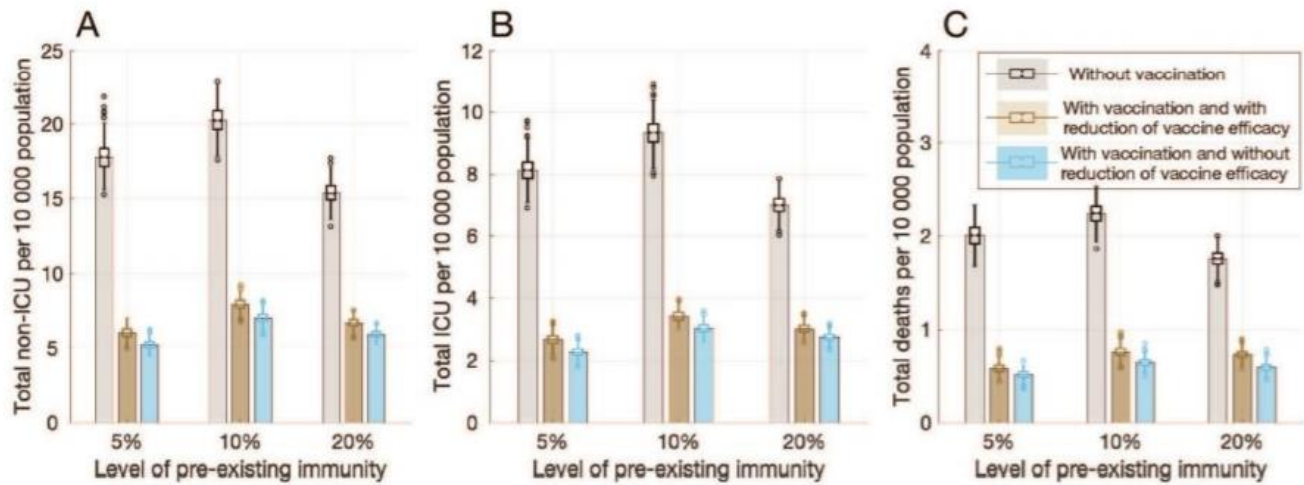 A
Total non-ICU per 10 000 population
25
20
15
10
5
0
5%
10%
20%
Level of pre-existing immunity
B
Total ICU per 10 000 population
12
10
8
6
4
2
0
5%
10%
20%
Level of pre-existing immunity
C
Total deaths per 10 000 population
4
3
2
1
0
Without vaccination
With vaccination and with
reduction of vaccine efficacy
With vaccination and without
reduction of vaccine efficacy
5%
10%
20%
Level of pre-existing immunity